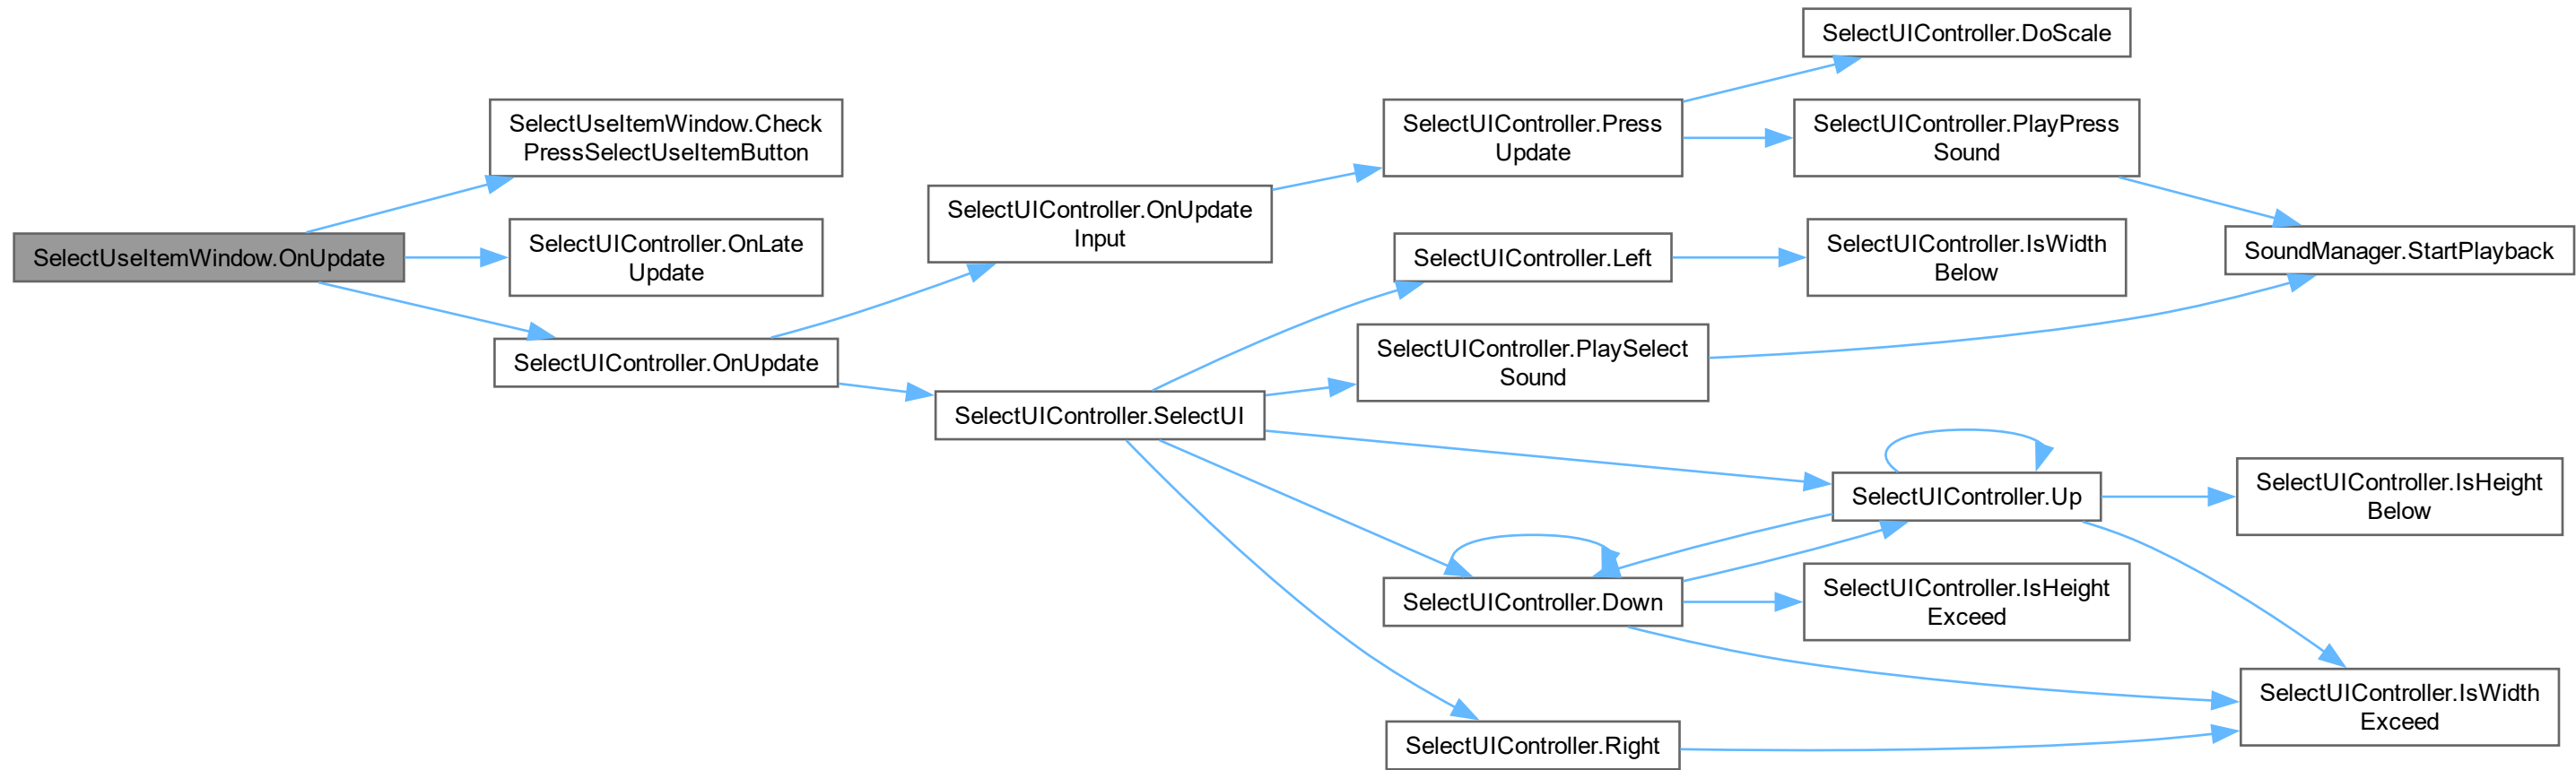 SelectUseItemWindow.OnUpdate
SelectUseItemWindow.Check
PressSelectUseItemButton
SelectUIController.OnLate
Update
SelectUIController.OnUpdate
SelectUIController.OnUpdate
Input
SelectUIController.SelectUI
SelectUIController.Press
Update
SelectUIController.Left
SelectUIController.PlaySelect
Sound
SelectUIController.Down
SelectUIController.Right
SelectUIController.DoScale
SelectUIController.PlayPress
Sound
SelectUIController.IsWidth
Below
SelectUIController.Up
SelectUIController.IsHeight
Exceed
SoundManager.StartPlayback
SelectUIController.IsHeight
Below
SelectUIController.IsWidth
Exceed